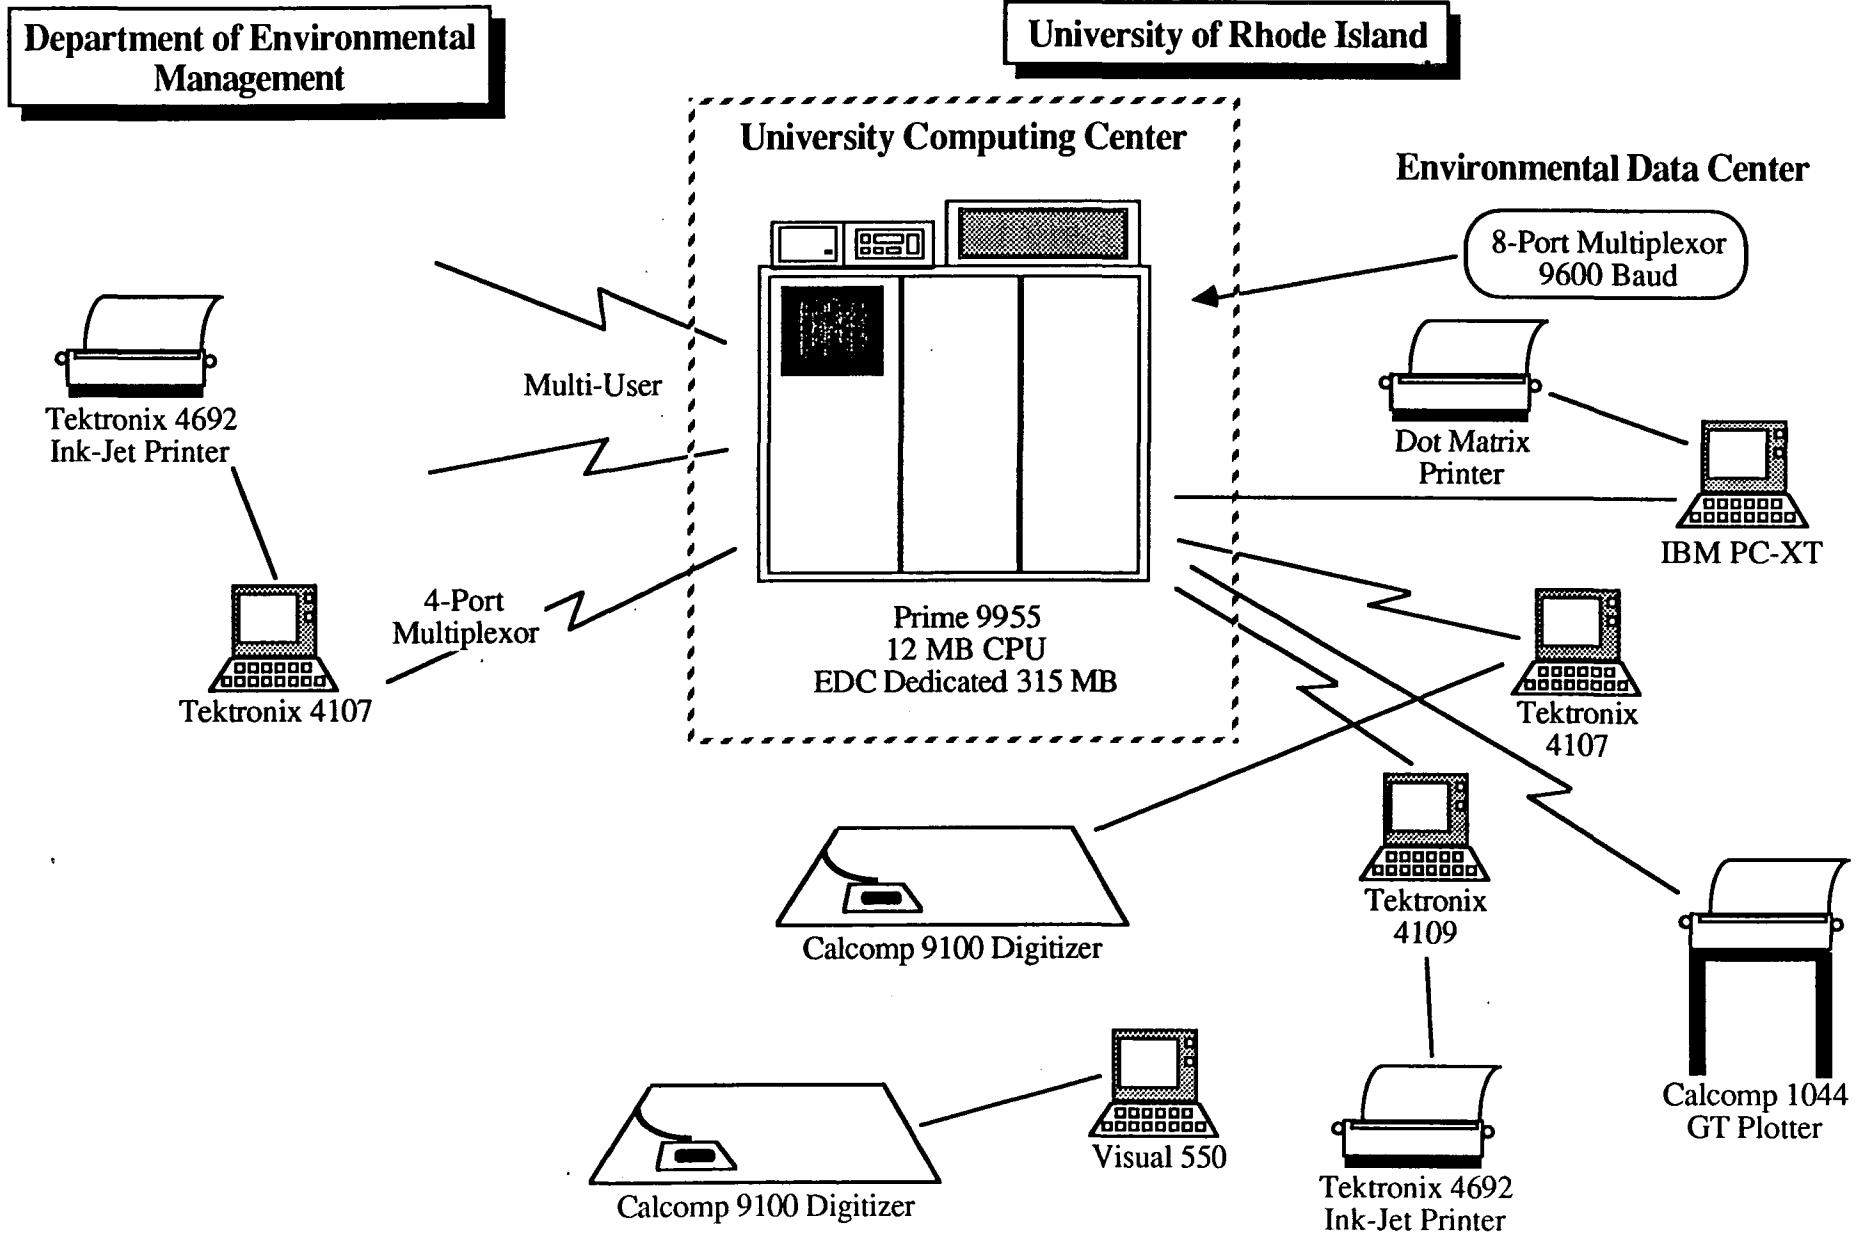 Department of Environmental
Management
University of Rhode Island
University Computing Center
Environmental Data Center
8-Port Multiplexor
9600 Baud
Multi-User
Tektronix 4692
Ink-Jet Printer
Dot Matrix
Printer
IBM PC-XT
4-Port
Multiplexor
Prime 9955
12 MB CPU
EDC Dedicated 315 MB
Tektronix 4107
Tektronix
4107
Tektronix
4109
Calcomp 9100 Digitizer
Calcomp 1044
GT Plotter
Visual 550
Calcomp 9100 Digitizer
Tektronix 4692
Ink-Jet Printer